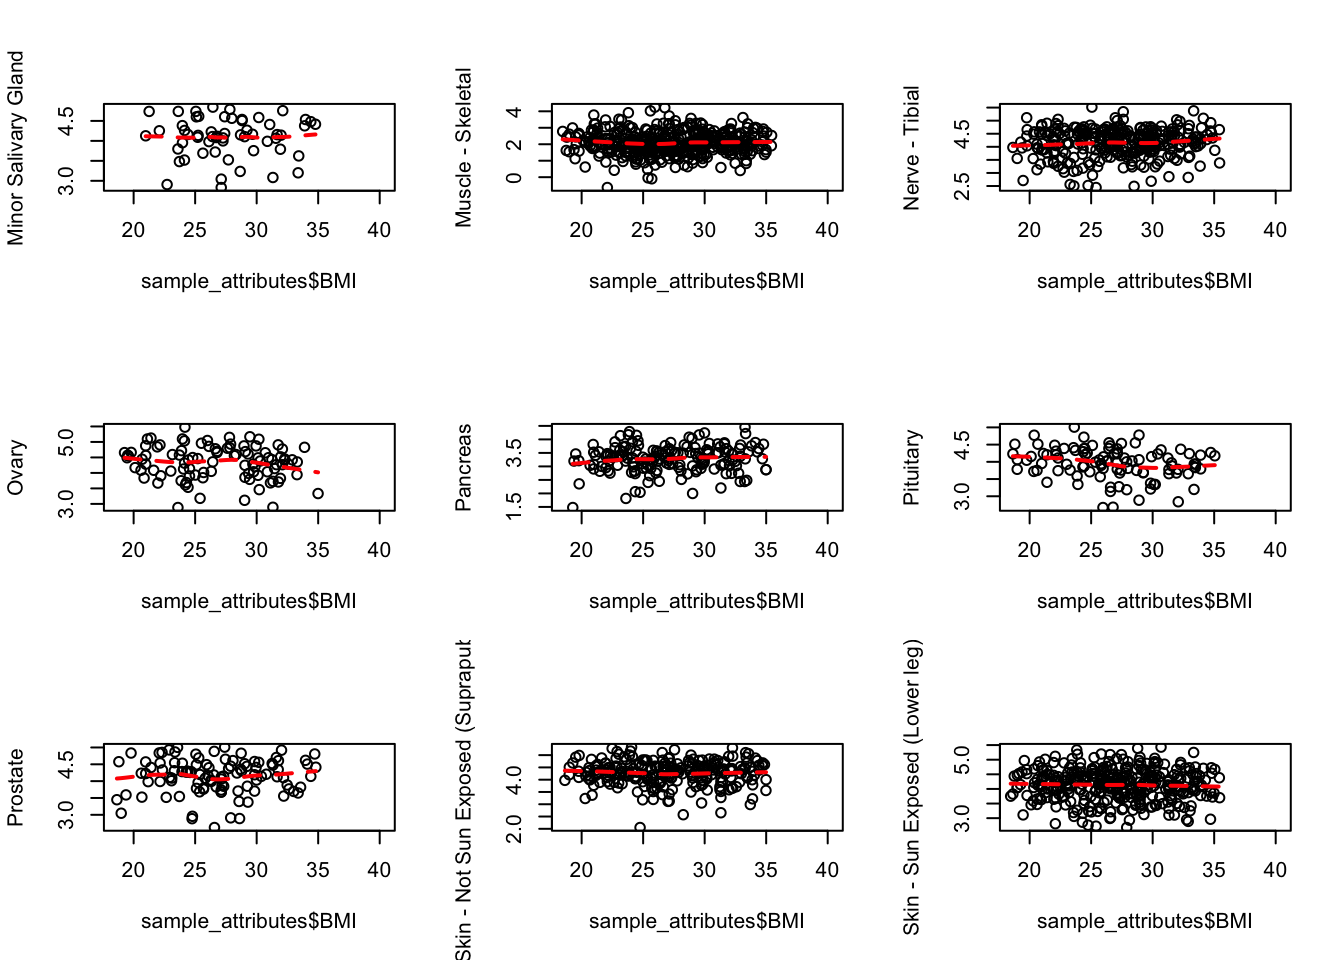 Minor Salivary Gland
3.0 4.5
20 25 30 35 40
sample_attributes$BMI
Muscle - Skeletal
0 2 4
20 25 30 35 40
sample_attributes$BMI
Nerve - Tibial
2.5 4.5
20 25 30 35 40
sample_attributes$BMI
Ovary
3.0 5.0
20 25 30 35 40
sample_attributes$BMI
Pancreas
1.5 3.5
20 25 30 35 40
sample_attributes$BMI
Pituitary
3.0 4.5
20 25 30 35 40
sample_attributes$BMI
Prostate
3.0 4.5
20 25 30 35 40
sample_attributes$BMI
Skin - Not Sun Exposed (Suprapub
2.0 4.0
20 25 30 35 40
sample_attributes$BMI
Skin - Sun Exposed (Lower leg)
3.0 5.0
20 25 30 35 40
sample_attributes$BMI